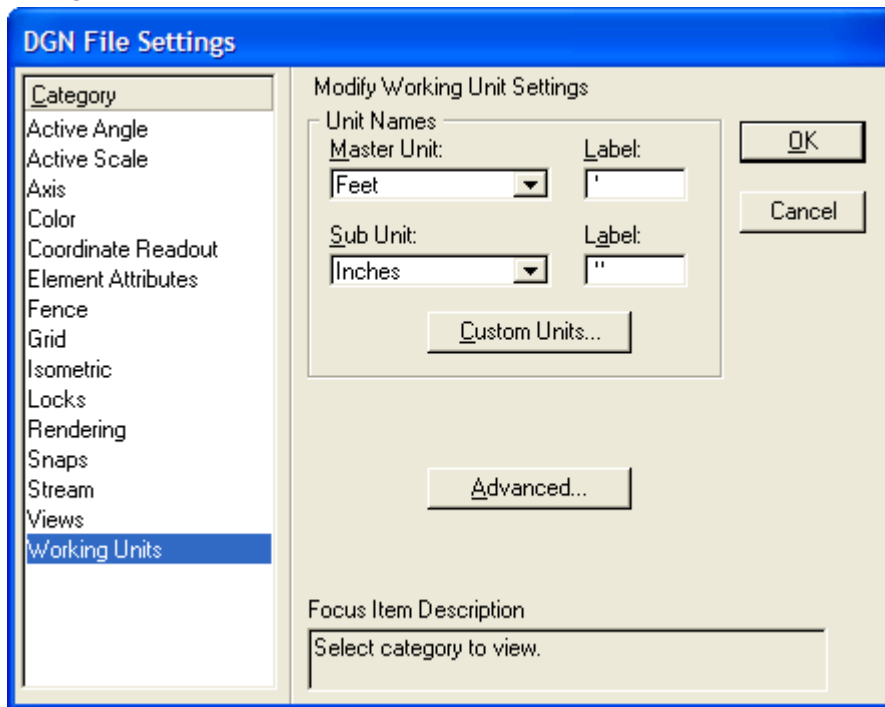 DGN File Settings
Category
Active Angle
Active Scale
Axis
Color
Coordinate Readout
Element Attributes
Fence
Grid
Isometric
Locks
Rendering
Snaps
Stream
Views
Working Units
Modify Working Unit Settings
Unit Names
Master Unit: Label:
Feet '
Sub Unit: Label:
Inches "
Custom Units...
Advanced...
Focus Item Description
Select category to view.
OK
Cancel